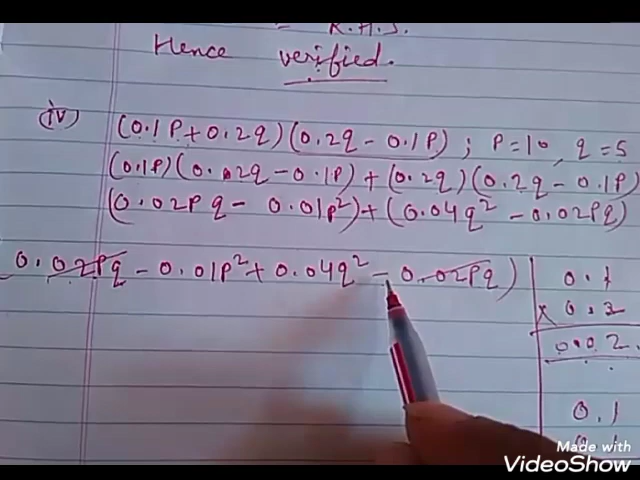 = R.H.S.
Hence verified.
(iv) (0.1P+0.2q)(0.2q-0.1P) ; P=10, q=5
(0.1P)(0.02q-0.1P)+(0.2q)(0.2q-0.1P)
(0.02Pq-0.01P²)+(0.04q²-0.02Pq)
0.02Pq-0.01P²+0.04q²-0.02Pq)
0.1
x 0.2
0.02.
0.1
Made with
VideoShow